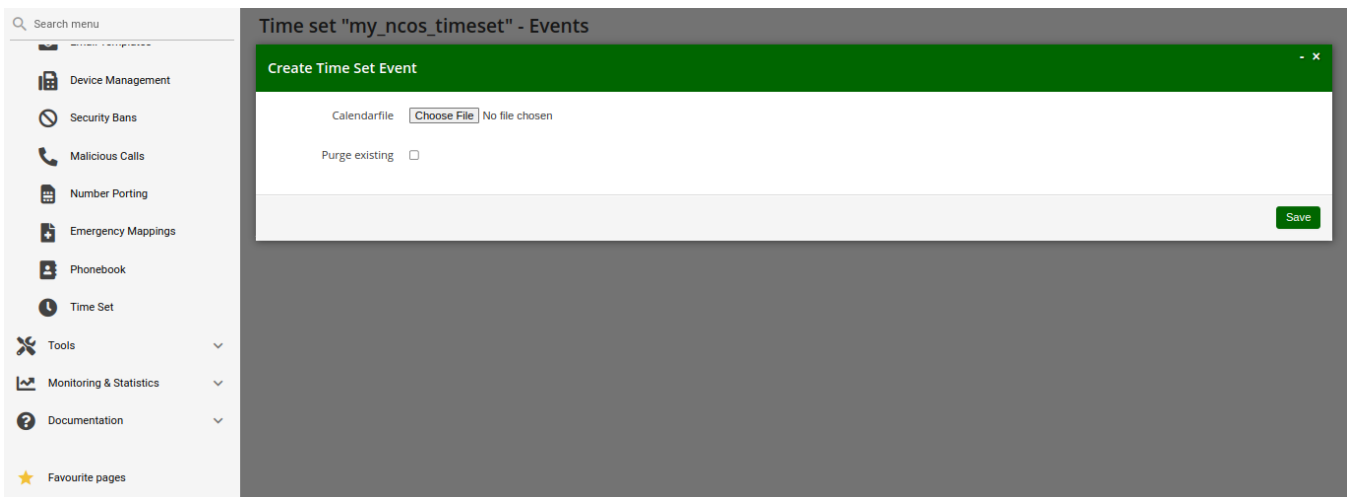 Search menu
Device Management
Security Bans
Malicious Calls
Number Porting
Emergency Mappings
Phonebook
Time Set
Tools
Monitoring & Statistics
Documentation
Favourite pages
Time set "my_ncos_timeset" - Events
Create Time Set Event
- ×
Calendarfile Choose File No file chosen
Purge existing
Save